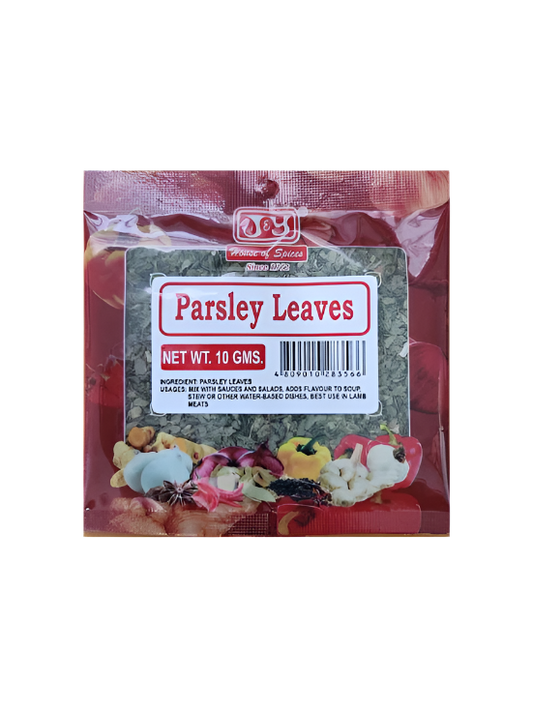 J&Y
House of Spices
Since 1962
Parsley Leaves
NET WT. 10 GMS.
4 809010 283566
INGREDIENT: PARSLEY LEAVES
USAGES: MIX WITH SAUCES AND SALADS, ADDS FLAVOUR TO SOUP,
STEW OR OTHER WATER-BASED DISHES, BEST USE IN LAMB
MEATS